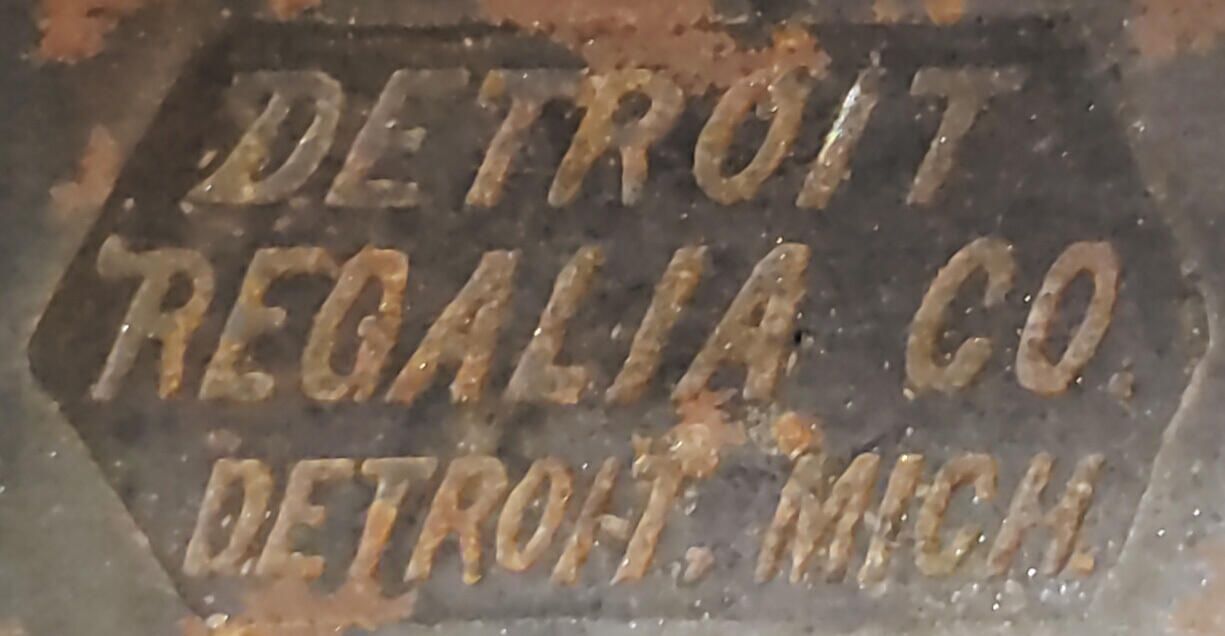 DETROIT
REGALIA CO.
DETROIT, MICH.